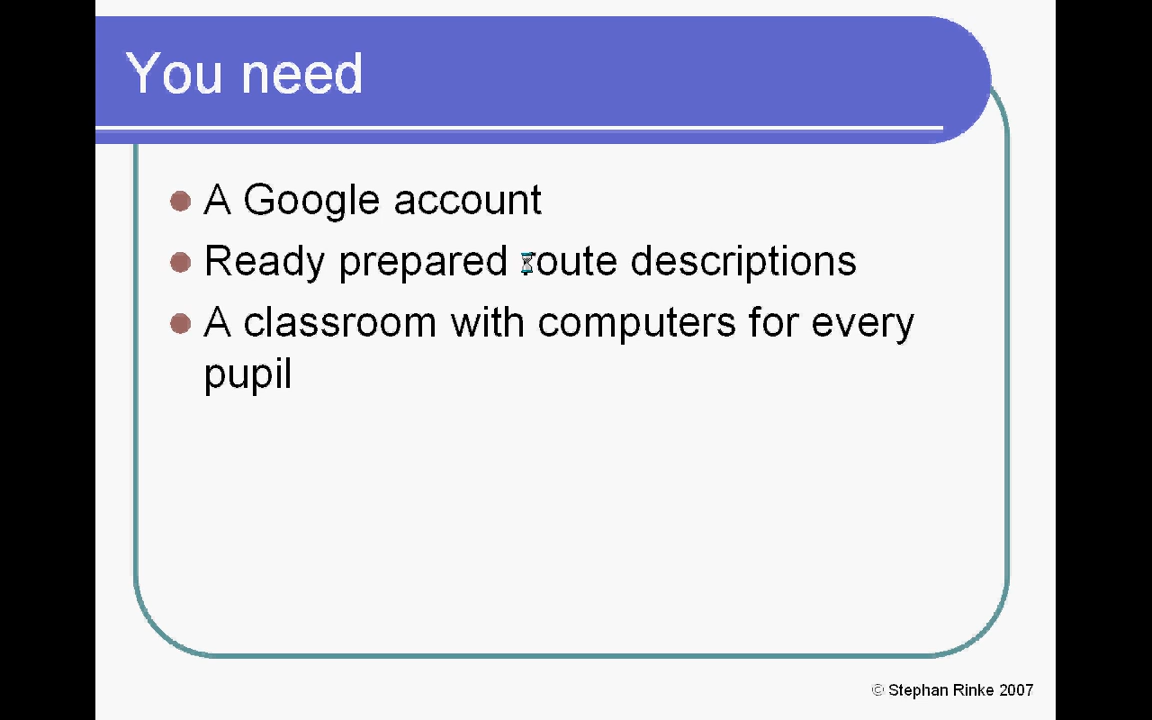 You need
A Google account
Ready prepared route descriptions
A classroom with computers for every
pupil
© Stephan Rinke 2007